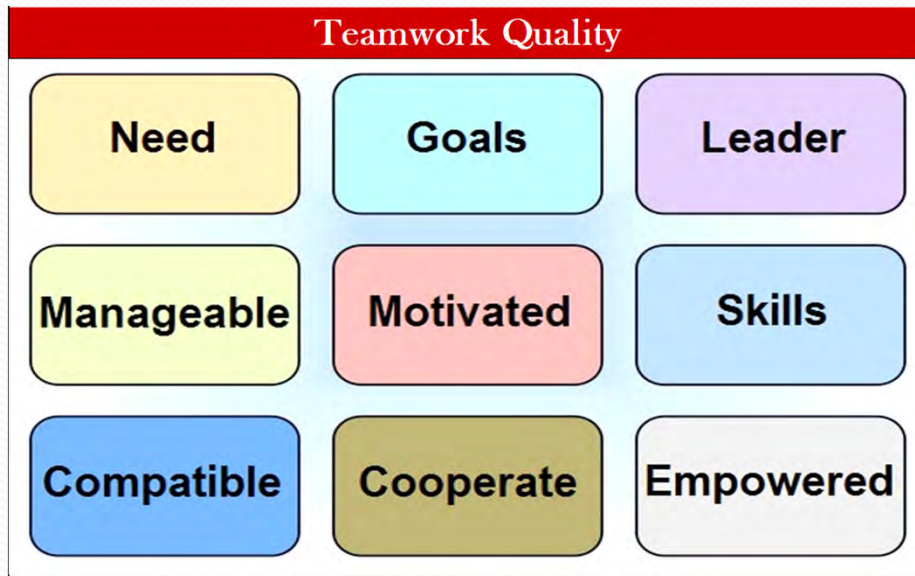 Teamwork Quality
Need
Goals
Leader
Manageable
Motivated
Skills
Compatible
Cooperate
Empowered